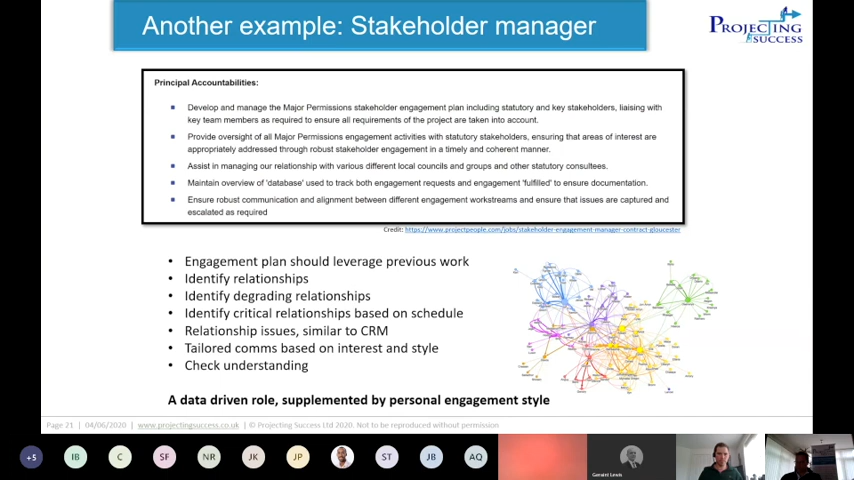 Another example: Stakeholder manager
PROJECTING
SUCCESS
Principal Accountabilities:
Develop and manage the Major Permissions stakeholder engagement plan including statutory and key stakeholders, liaising with
key team members as required to ensure all requirements of the project are taken into account.
Provide oversight of all Major Permissions engagement activities with statutory stakeholders, ensuring that areas of interest are
appropriately addressed through robust stakeholder engagement in a timely and coherent manner.
Assist in managing our relationship with various different local councils and groups and other statutory consultees.
Maintain overview of 'database' used to track both engagement requests and engagement 'fulfilled' to ensure documentation.
Ensure robust communication and alignment between different engagement workstreams and ensure that issues are captured and
escalated as required
Credit: https://www.projectpeople.com/jobs/stakeholder-engagement-manager-contract-gloucester
• Engagement plan should leverage previous work
• Identify relationships
• Identify degrading relationships
• Identify critical relationships based on schedule
• Relationship issues, similar to CRM
• Tailored comms based on interest and style
• Check understanding
A data driven role, supplemented by personal engagement style
Page 21 | 04/06/2020 | www.projectingsuccess.co.uk | © Projecting Success Ltd 2020. Not to be reproduced without permission
+5 IB C SF NR JK JP ST JB AQ
Geraint Lewis